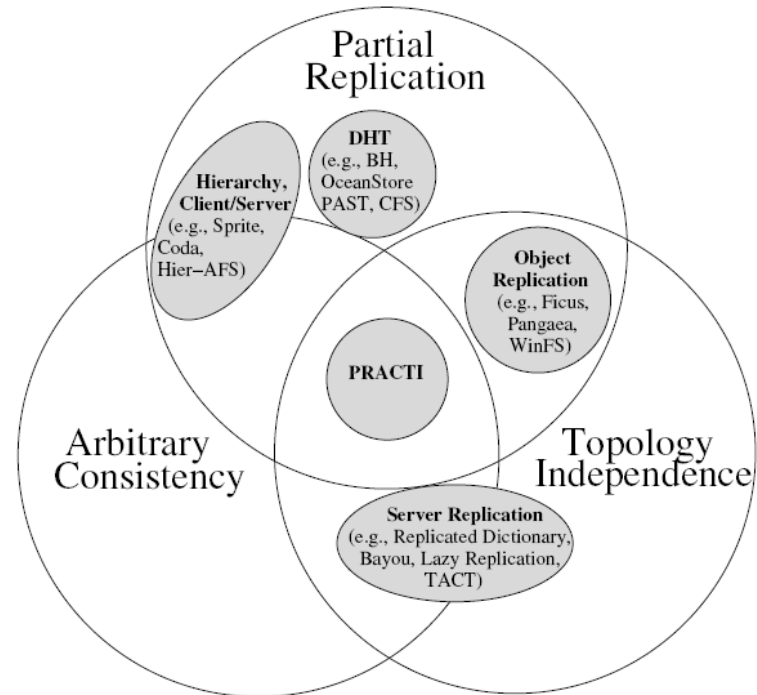 Partial
Replication
DHT
(e.g., BH,
OceanStore
PAST, CFS)
Hierarchy,
Client/Server
(e.g., Sprite,
Coda,
Hier–AFS)
Object
Replication
(e.g., Ficus,
Pangaea,
WinFS)
PRACTI
Arbitrary
Consistency
Topology
Independence
Server Replication
(e.g., Replicated Dictionary,
Bayou, Lazy Replication,
TACT)